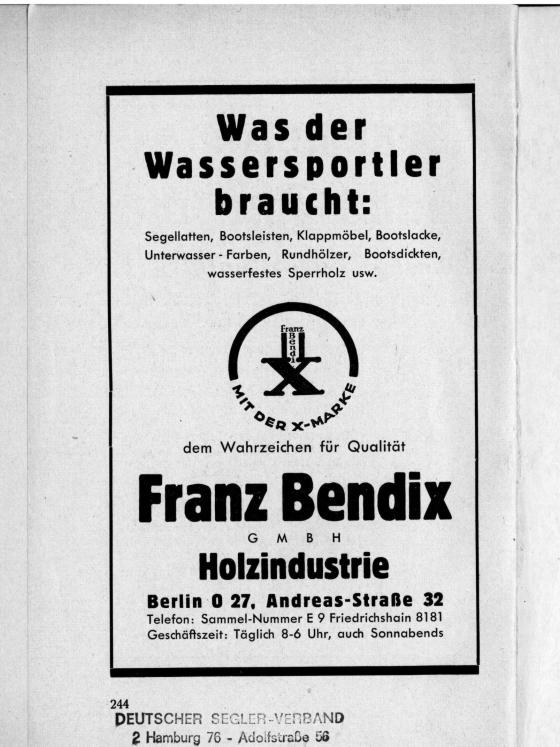 Was der
Wassersportler
braucht:
Segellatten, Bootsleisten, Klappmöbel, Bootslacke,
Unterwasser - Farben, Rundhölzer, Bootsdickten,
wasserfestes Sperrholz usw.
Franz
Bendi
X
MIT DER X-MARKE
dem Wahrzeichen für Qualität
Franz Bendix
G M B H
Holzindustrie
Berlin O 27, Andreas-Straße 32
Telefon: Sammel-Nummer E 9 Friedrichshain 8181
Geschäftszeit: Täglich 8-6 Uhr, auch Sonnabends
244
DEUTSCHER SEGLER-VERBAND
2 Hamburg 76 - Adolfstraße 56